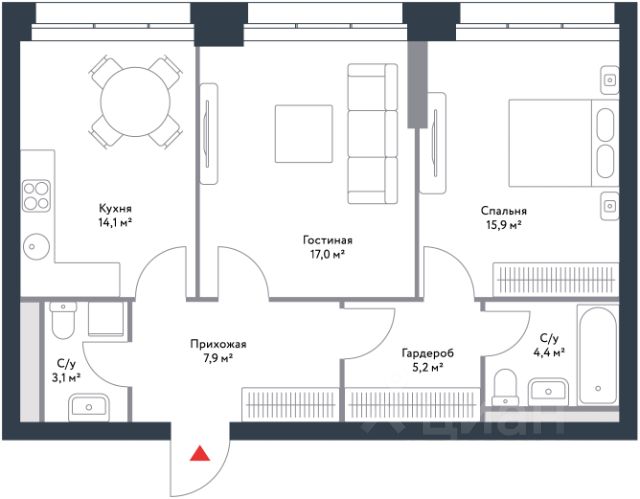 Кухня
14,1 м²
Гостиная
17,0 м²
Спальня
15,9 м²
С/у
3,1 м²
Прихожая
7,9 м²
Гардероб
5,2 м²
С/у
4,4 м²
циан